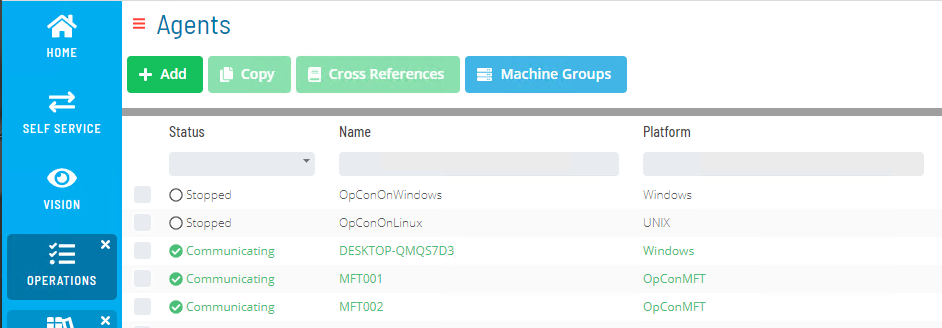 HOME
SELF SERVICE
VISION
OPERATIONS
Agents
Add Copy Cross References Machine Groups
Status Name Platform
Stopped OpConOnWindows Windows
Stopped OpConOnLinux UNIX
Communicating DESKTOP-QMQS7D3 Windows
Communicating MFT001 OpConMFT
Communicating MFT002 OpConMFT